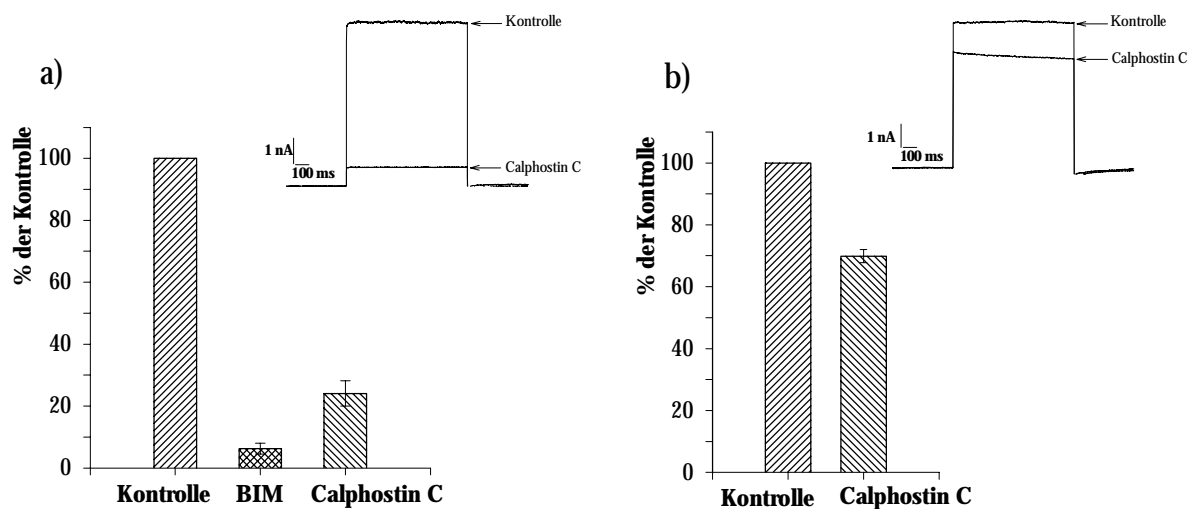 a)
Kontrolle
Calphostin C
1 nA
100 ms
% der Kontrolle
100
80
60
40
20
0
Kontrolle BIM Calphostin C
b)
Kontrolle
Calphostin C
1 nA
100 ms
% der Kontrolle
100
80
60
40
20
0
Kontrolle Calphostin C